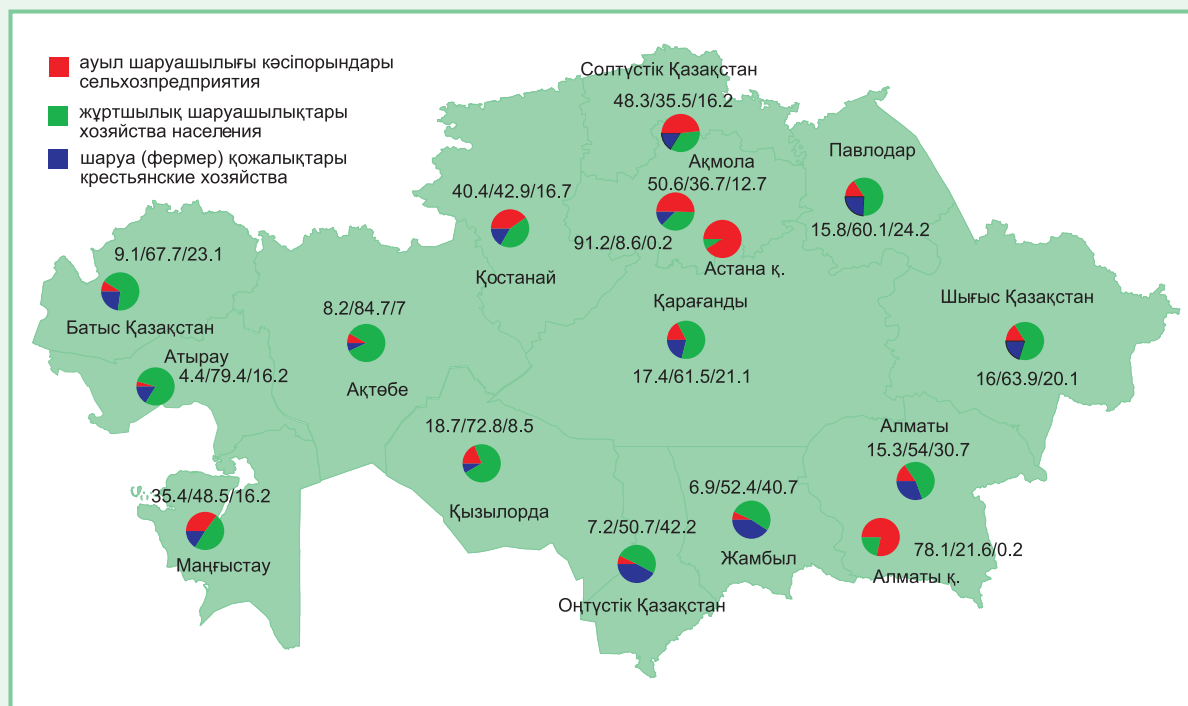 ауыл шаруашылығы кәсіпорындары
сельхозпредприятия
жұртшылық шаруашылықтары
хозяйства населения
шаруа (фермер) қожалықтары
крестьянские хозяйства
Солтүстік Қазақстан
48.3/35.5/16.2
Ақмола
50.6/36.7/12.7
Павлодар
15.8/60.1/24.2
40.4/42.9/16.7
Қостанай
91.2/8.6/0.2
Астана қ.
9.1/67.7/23.1
Батыс Қазақстан
8.2/84.7/7
Ақтөбе
Қарағанды
17.4/61.5/21.1
Шығыс Қазақстан
16/63.9/20.1
Атырау
4.4/79.4/16.2
18.7/72.8/8.5
Қызылорда
Алматы
15.3/54/30.7
35.4/48.5/16.2
Маңғыстау
6.9/52.4/40.7
Жамбыл
7.2/50.7/42.2
Оңтүстік Қазақстан
78.1/21.6/0.2
Алматы қ.